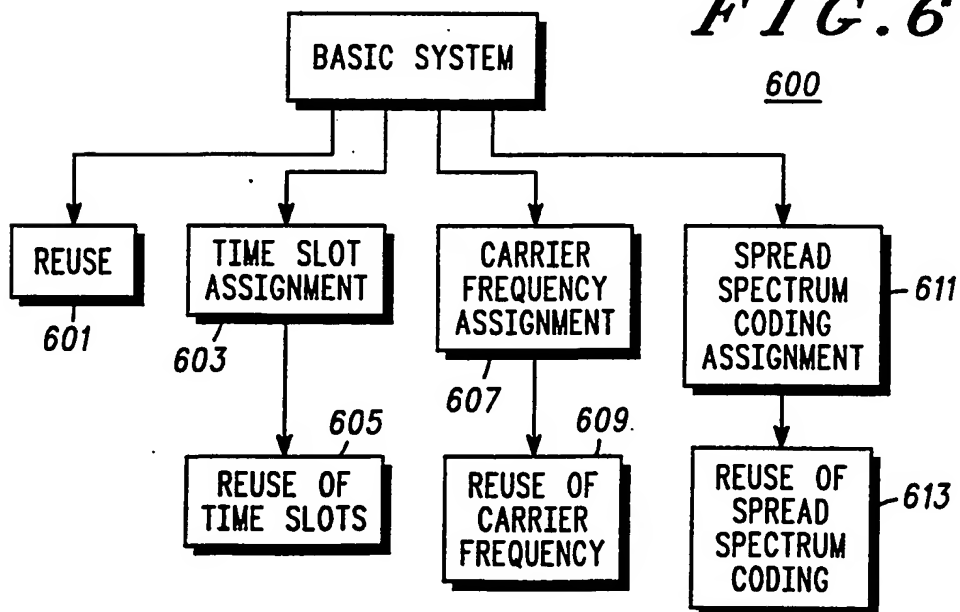 FIG.6
600
BASIC SYSTEM
REUSE
601
TIME SLOT
ASSIGNMENT
603
CARRIER
FREQUENCY
ASSIGNMENT
607
SPREAD
SPECTRUM
CODING
ASSIGNMENT
611
605
REUSE OF
TIME SLOTS
609
REUSE OF
CARRIER
FREQUENCY
REUSE OF
SPREAD
SPECTRUM
CODING
613